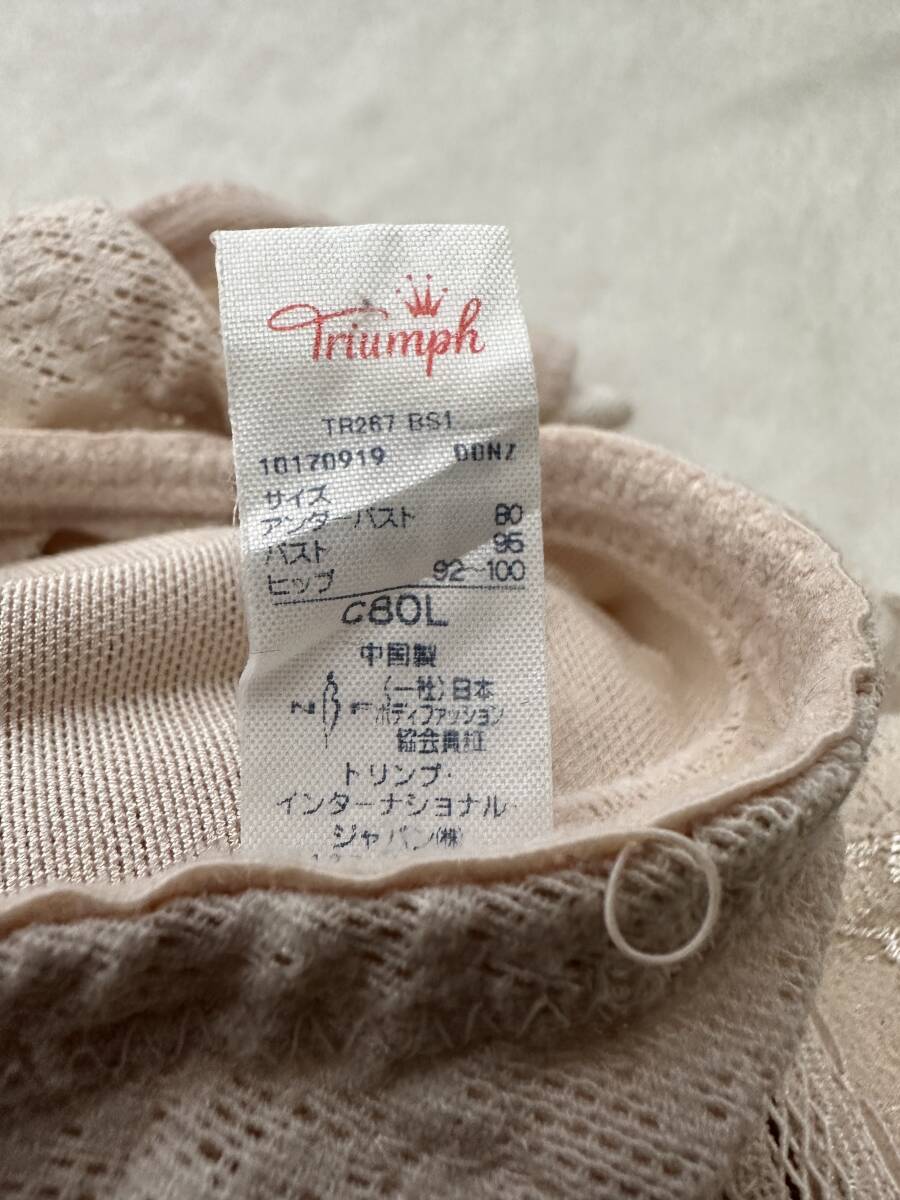 Triumph
TR267 BS1
10170919 00NZ
サイズ
アンダーバスト 80
バスト 95
ヒップ 92~100
C80L
中国製
NBF (一社)日本
ボディファッション
協会責証
トリンプ・
インターナショナル・
ジャパン(株)